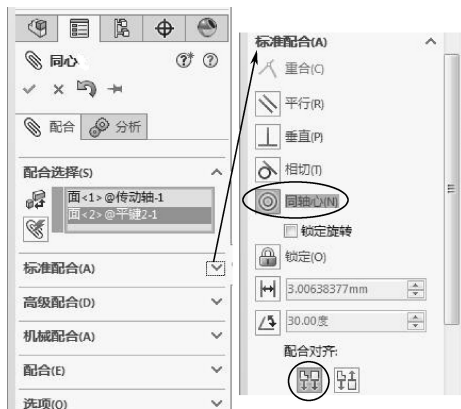 同心
配合
分析
配合选择(S)
面<1>@传动轴-1
面<2>@平键2-1
标准配合(A)
高级配合(D)
机械配合(A)
配合(E)
选项(O)
标准配合(A)
重合(C)
平行(R)
垂直(P)
相切(T)
同轴心(N)
锁定旋转
锁定(O)
3.00638377mm
30.00度
配合对齐: